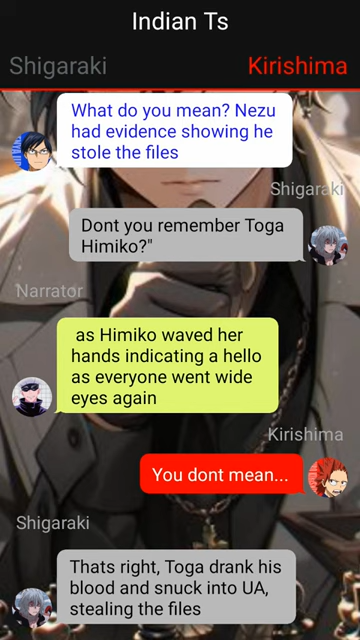 Indian Ts
Shigaraki Kirishima
What do you mean? Nezu
had evidence showing he
stole the files
Shigaraki
Dont you remember Toga
Himiko?"
Narrator
as Himiko waved her
hands indicating a hello
as everyone went wide
eyes again
Kirishima
You dont mean...
Shigaraki
Thats right, Toga drank his
blood and snuck into UA,
stealing the files